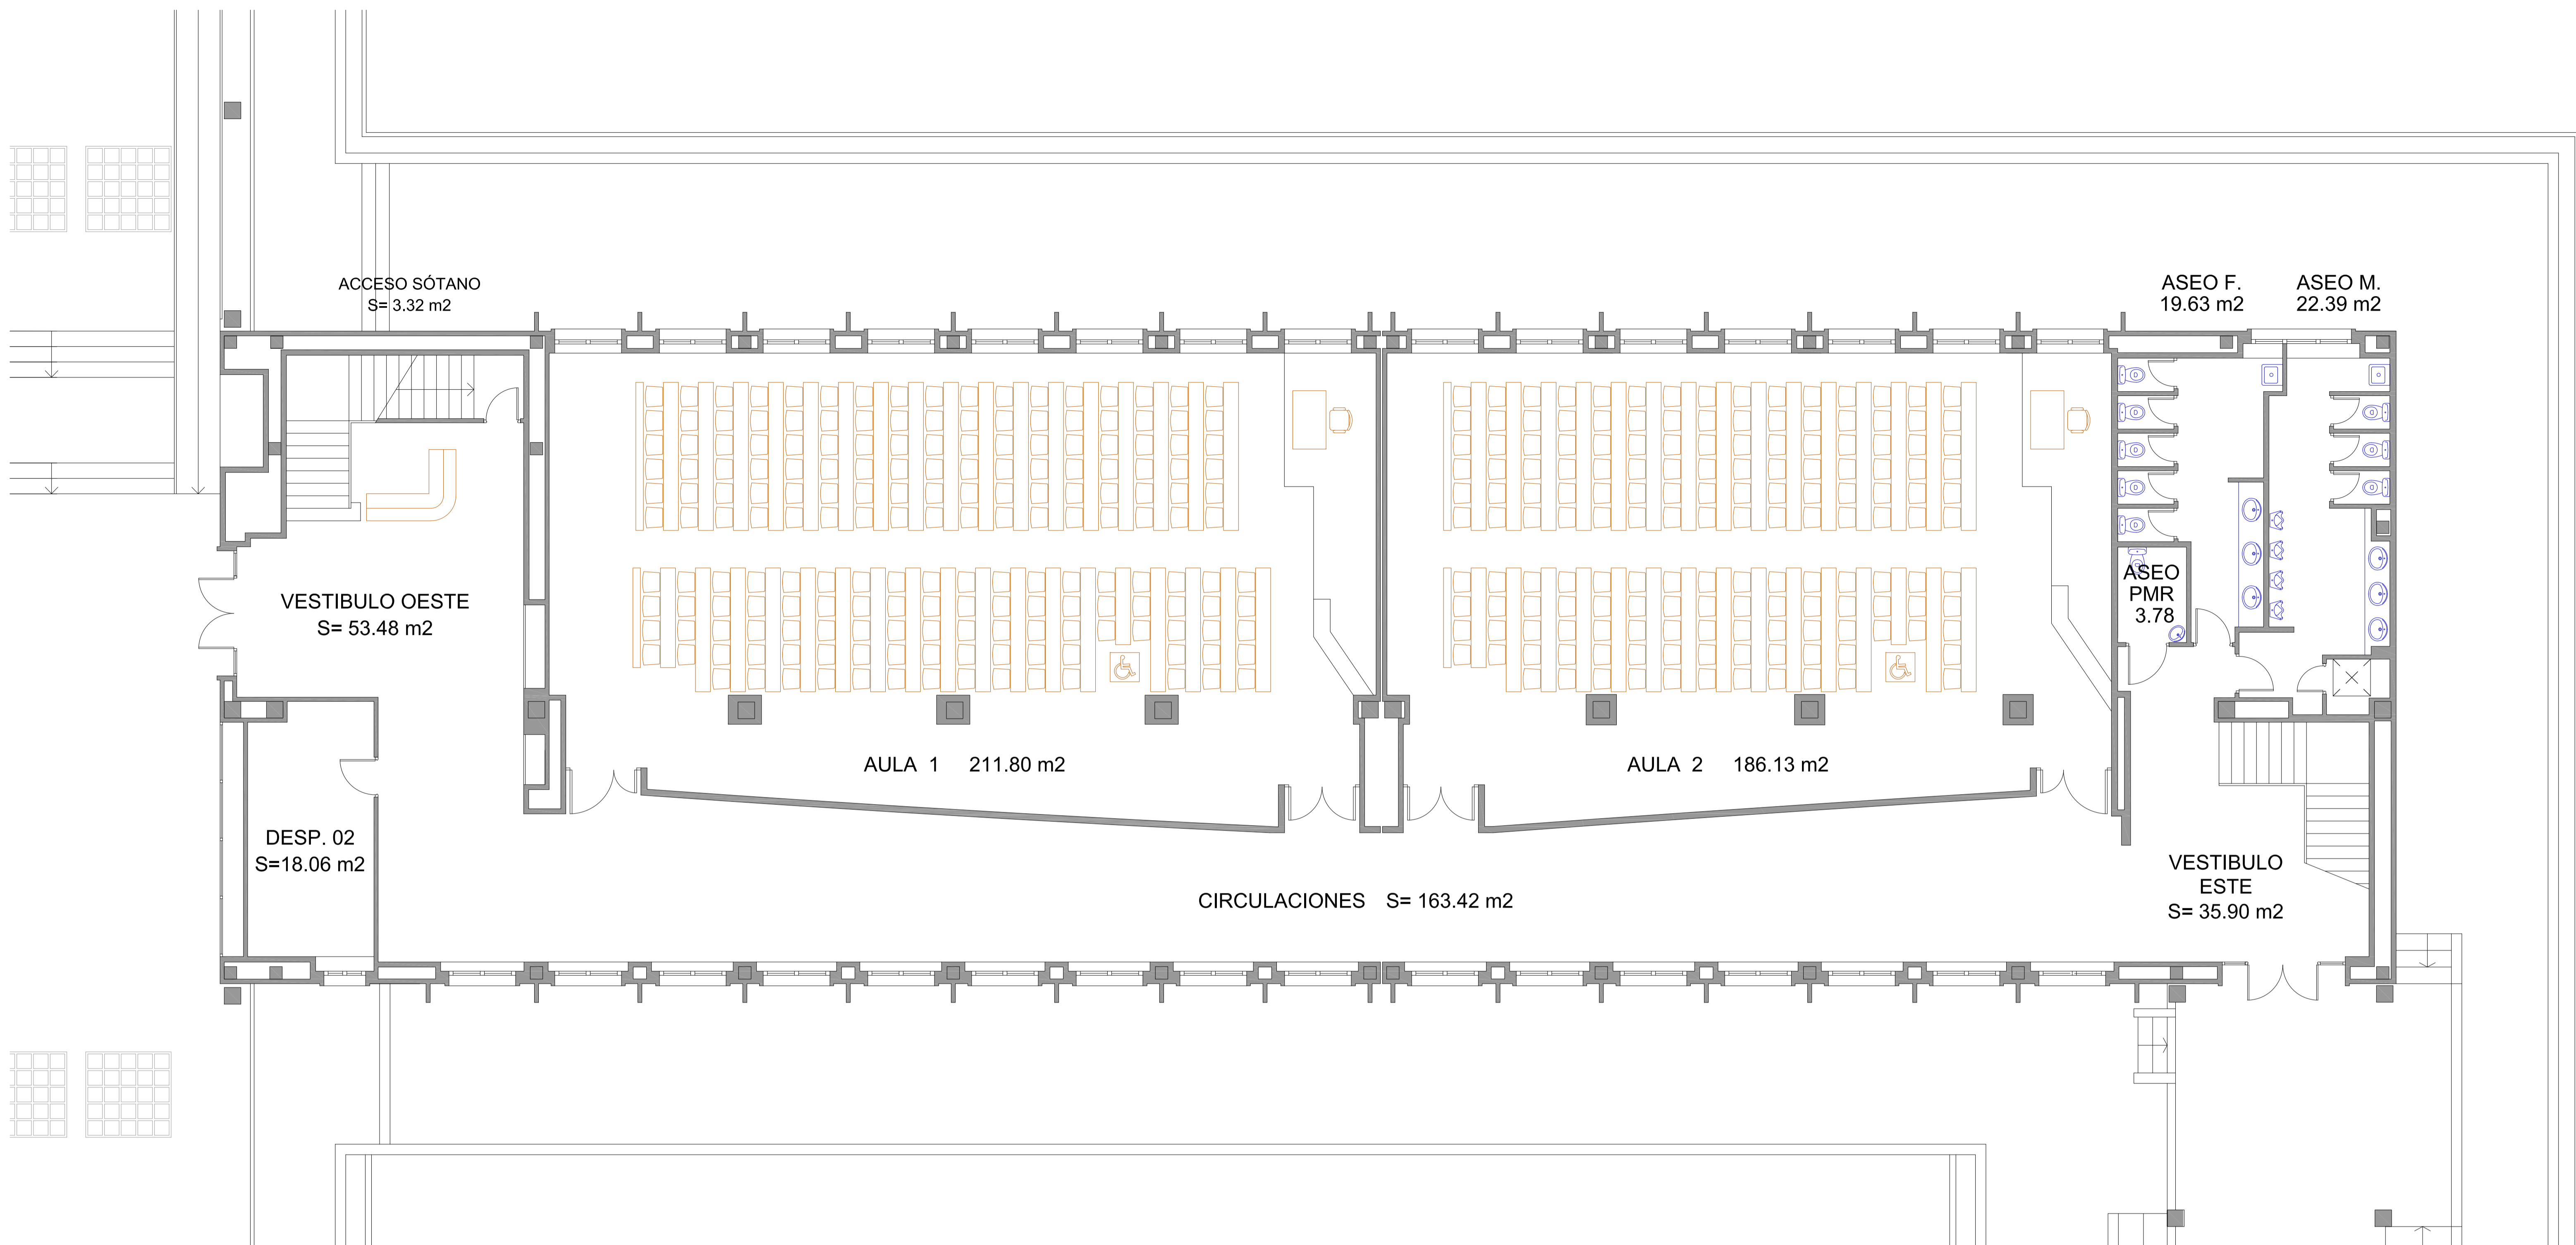 ACCESO SÓTANO
S= 3.32 m2
ASEO F.
19.63 m2
ASEO M.
22.39 m2
VESTIBULO OESTE
S= 53.48 m2
ASEO
PMR
3.78
AULA 1 211.80 m2
AULA 2 186.13 m2
DESP. 02
S=18.06 m2
CIRCULACIONES S= 163.42 m2
VESTIBULO
ESTE
S= 35.90 m2